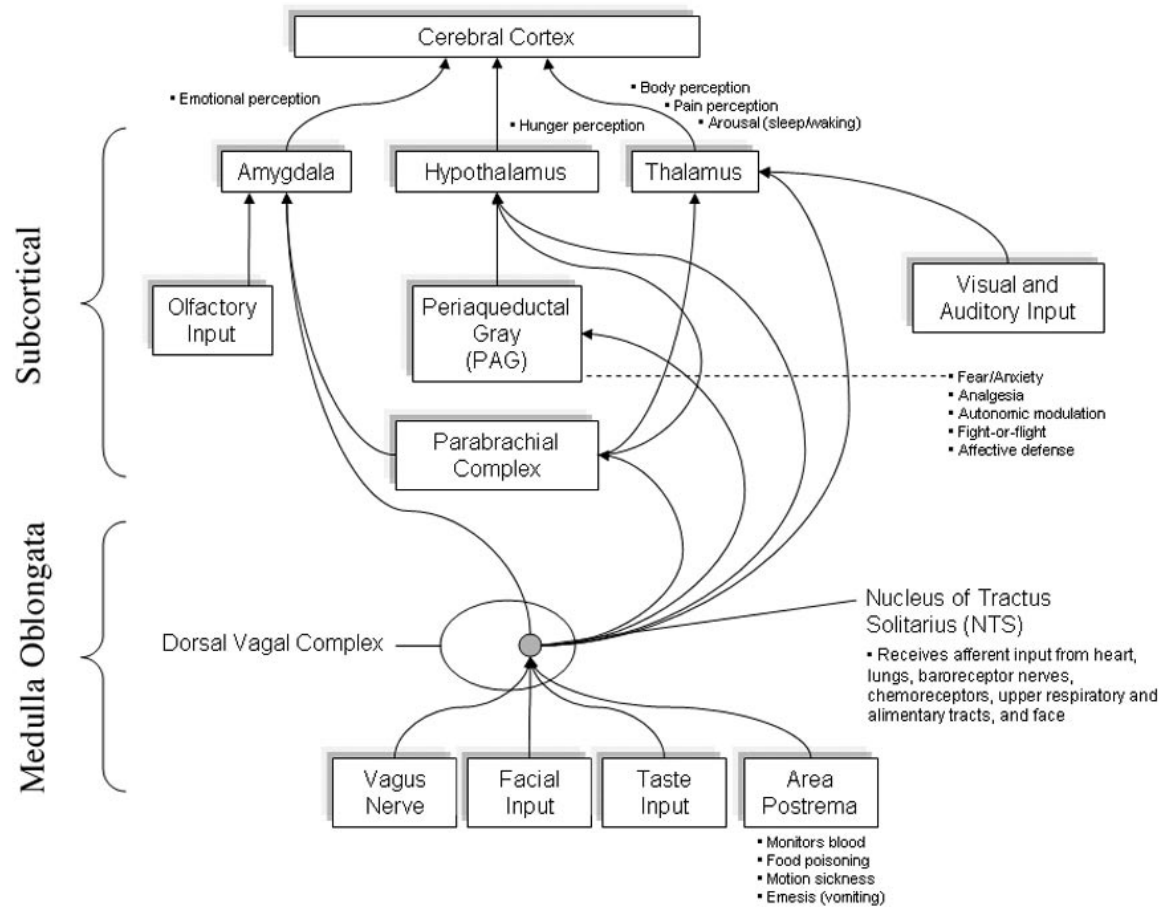 Cerebral Cortex
▪ Emotional perception
▪ Hunger perception
▪ Body perception
▪ Pain perception
▪ Arousal (sleep/waking)
Subcortical
Amygdala
Hypothalamus
Thalamus
Olfactory
Input
Periaqueductal
Gray
(PAG)
Visual and
Auditory Input
▪ Fear/Anxiety
▪ Analgesia
▪ Autonomic modulation
▪ Fight-or-flight
▪ Affective defense
Parabrachial
Complex
Medulla Oblongata
Dorsal Vagal Complex
Nucleus of Tractus
Solitarius (NTS)
▪ Receives afferent input from heart,
lungs, baroreceptor nerves,
chemoreceptors, upper respiratory and
alimentary tracts, and face
Vagus
Nerve
Facial
Input
Taste
Input
Area
Postrema
▪ Monitors blood
▪ Food poisoning
▪ Motion sickness
▪ Emesis (vomiting)